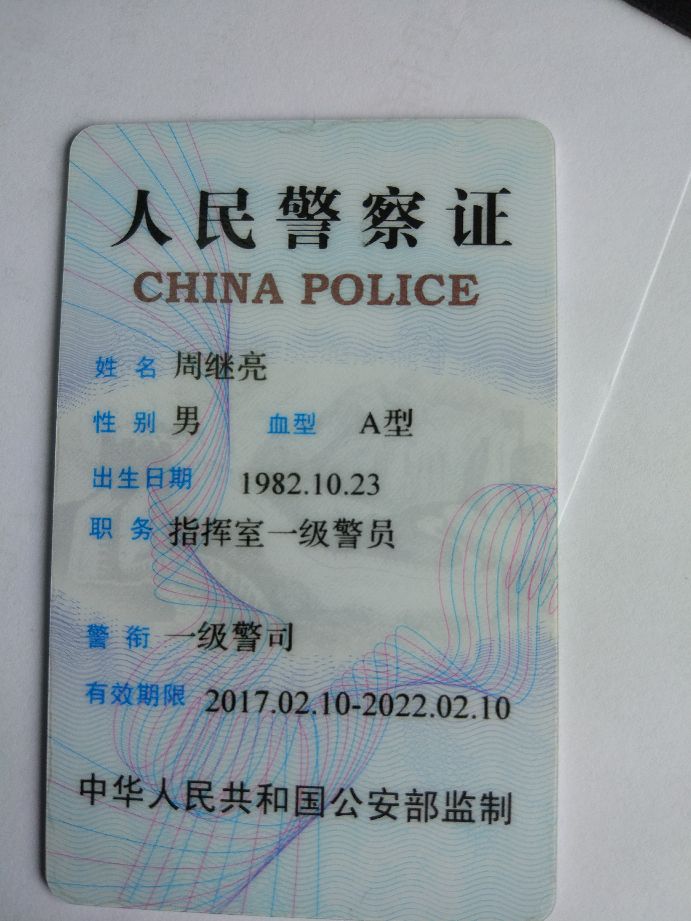 人民警察证
CHINA POLICE
姓名 周继亮
性别 男 血型 A型
出生日期 1982.10.23
职务 指挥室一级警员
警衔 一级警司
有效期限 2017.02.10-2022.02.10
中华人民共和国公安部监制